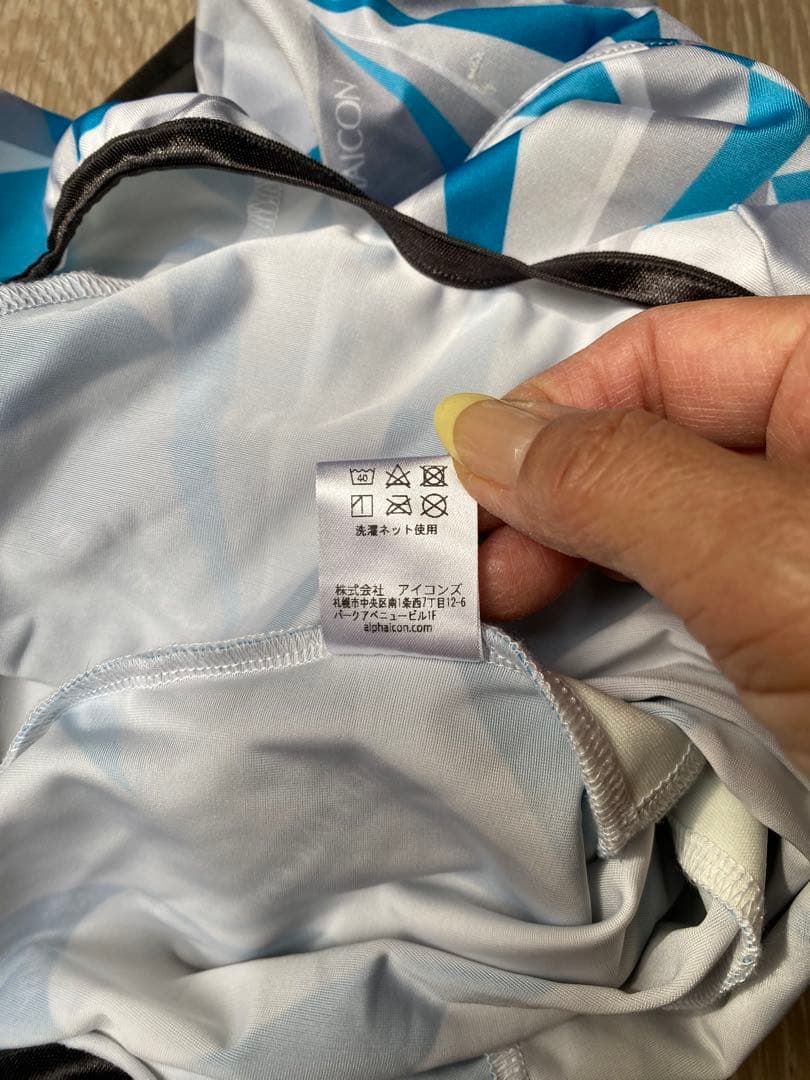 HAICON
40
洗濯ネット使用
株式会社 アイコンズ
札幌市中央区南1条西7丁目12-6
パークアベニュービル1F
alphaicon.com